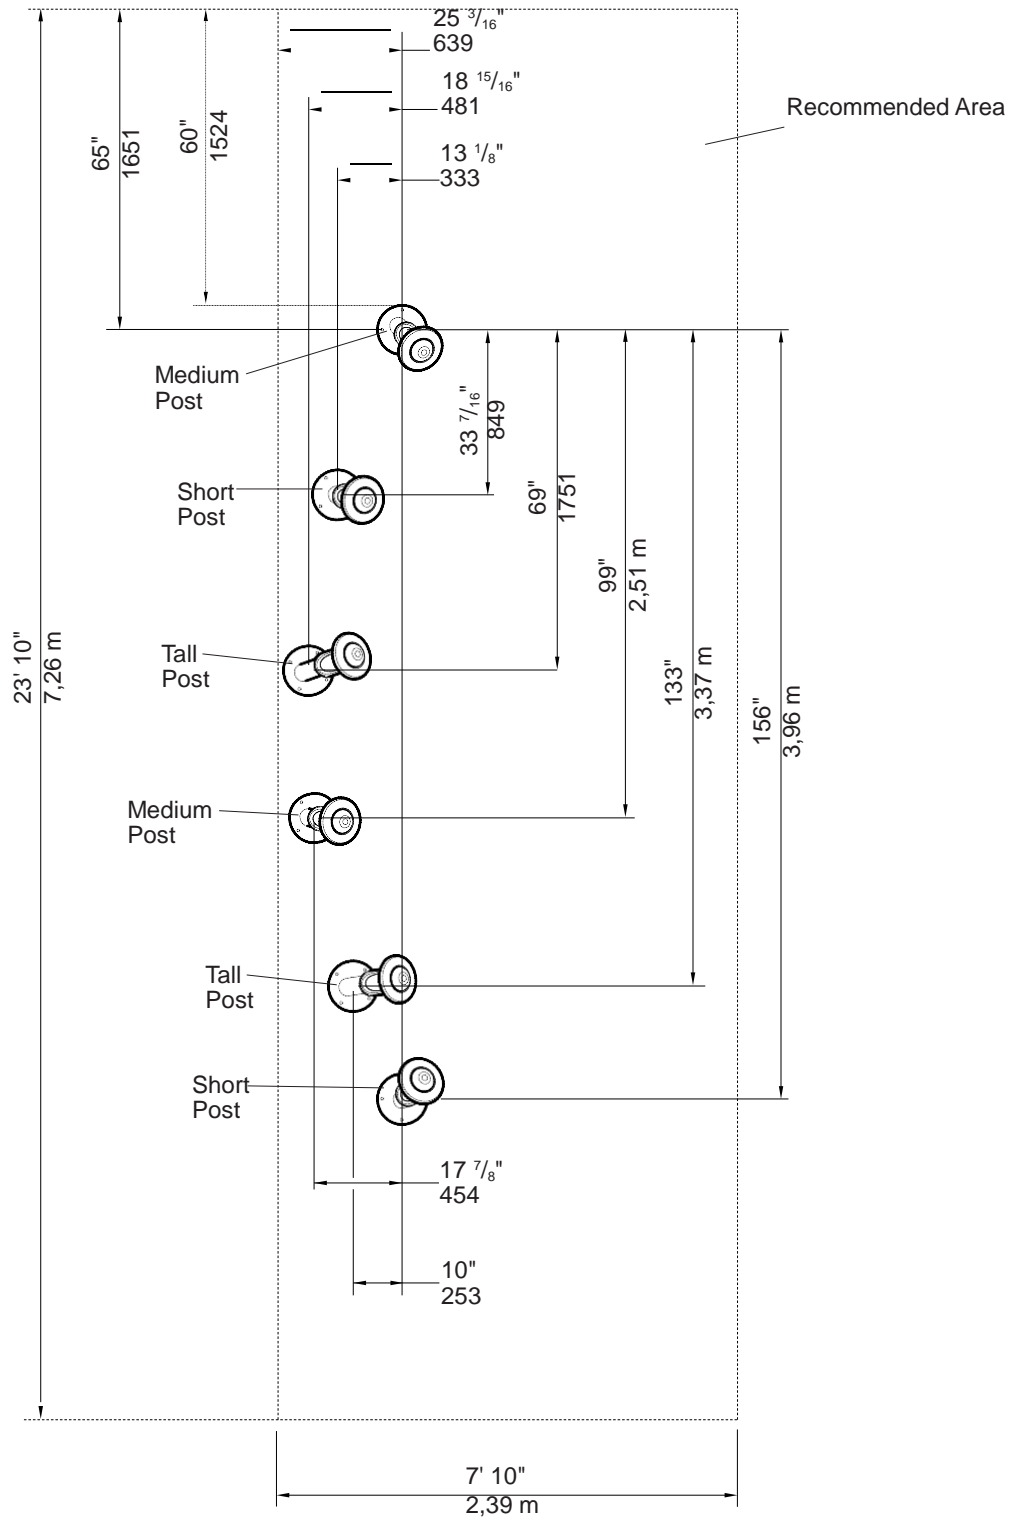 25 3/16"
639
18 15/16"
481
13 1/8"
333
Recommended Area
65"
1651
60"
1524
Medium
Post
33 7/16"
849
Short
Post
69"
1751
99"
2,51 m
23' 10"
7,26 m
Tall
Post
133"
3,37 m
156"
3,96 m
Medium
Post
Tall
Post
Short
Post
17 7/8"
454
10"
253
7' 10"
2,39 m